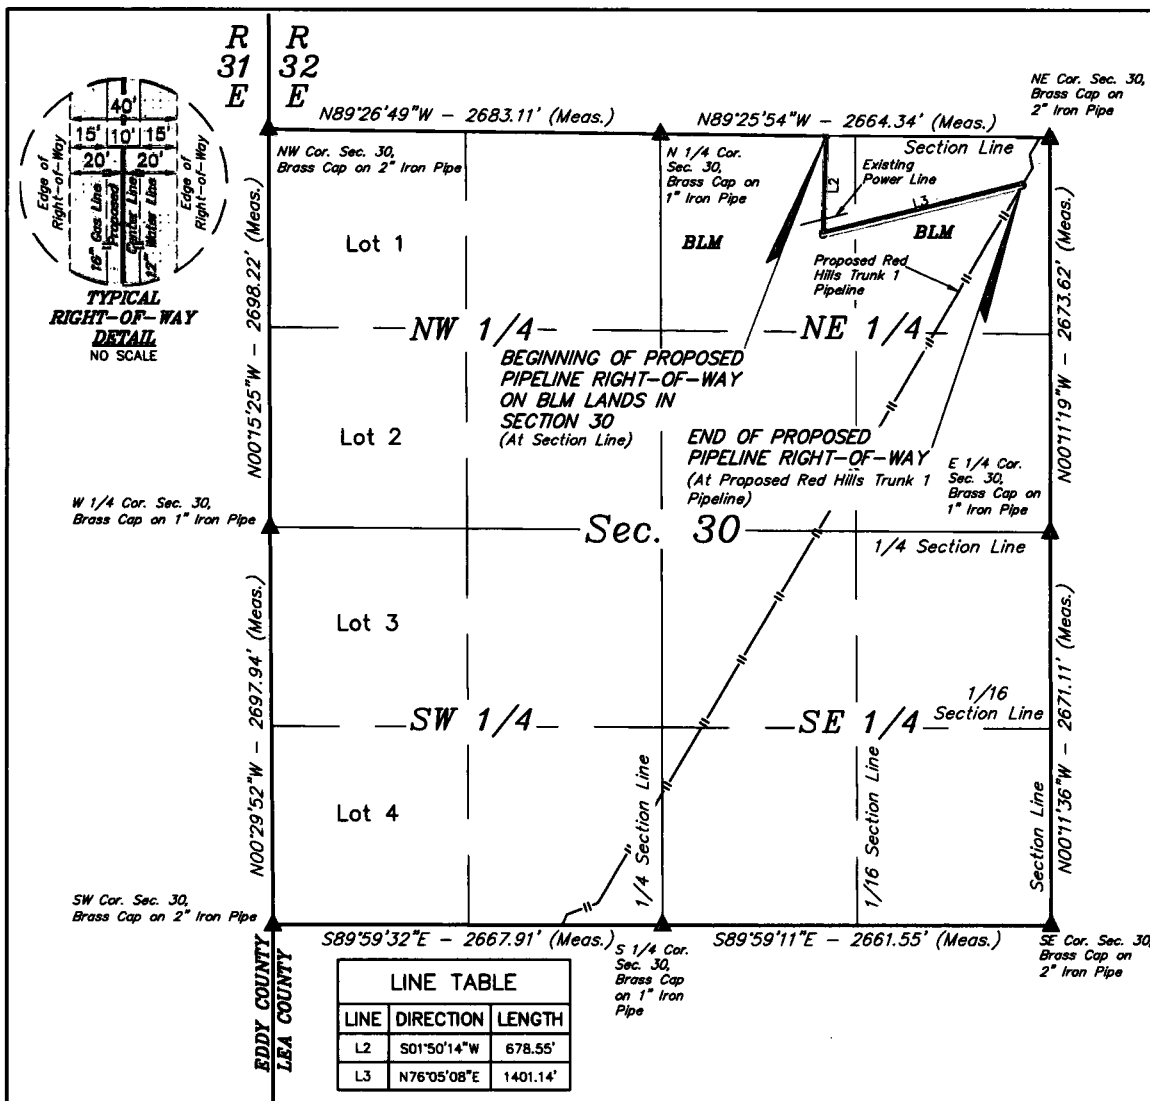 R R
31 32
E E
40'
15' 10' 15'
20' 20'
Edge of
Right-of-Way
16" Gas Line
Proposed
Center Line
12" Water Line
Edge of
Right-of-Way
TYPICAL
RIGHT-OF-WAY
DETAIL
NO SCALE
N89°26'49"W - 2683.11' (Meas.)
N89°25'54"W - 2664.34' (Meas.)
Section Line
NE Cor. Sec. 30,
Brass Cap on
2" Iron Pipe
NW Cor. Sec. 30,
Brass Cap on 2" Iron Pipe
N 1/4 Cor.
Sec. 30,
Brass Cap on
1" Iron Pipe
L2
Existing
Power Line
L3
BLM
BLM
Lot 1
Proposed Red
Hills Trunk 1
Pipeline
N00°15'25"W - 2698.22' (Meas.)
N00°11'19"W - 2673.62' (Meas.)
NW 1/4
NE 1/4
BEGINNING OF PROPOSED
PIPELINE RIGHT-OF-WAY
ON BLM LANDS IN
SECTION 30
(At Section Line)
Lot 2
END OF PROPOSED
PIPELINE RIGHT-OF-WAY
(At Proposed Red Hills Trunk 1
Pipeline)
E 1/4 Cor.
Sec. 30,
Brass Cap on
1" Iron Pipe
W 1/4 Cor. Sec. 30,
Brass Cap on 1" Iron Pipe
Sec. 30
1/4 Section Line
Lot 3
N00°29'52"W - 2697.94' (Meas.)
N00°11'36"W - 2671.11' (Meas.)
1/16
Section Line
SW 1/4
SE 1/4
Lot 4
1/4 Section Line
1/16 Section Line
Section Line
SW Cor. Sec. 30,
Brass Cap on 2" Iron Pipe
S89°59'32"E - 2667.91' (Meas.)
S89°59'11"E - 2661.55' (Meas.)
S 1/4 Cor.
Sec. 30,
Brass Cap
on 1" Iron
Pipe
SE Cor. Sec. 30,
Brass Cap on
2" Iron Pipe
EDDY COUNTY
LEA COUNTY
LINE TABLE
LINE DIRECTION LENGTH
L2 S01°50'14"W 678.55'
L3 N76°05'08"E 1401.14'